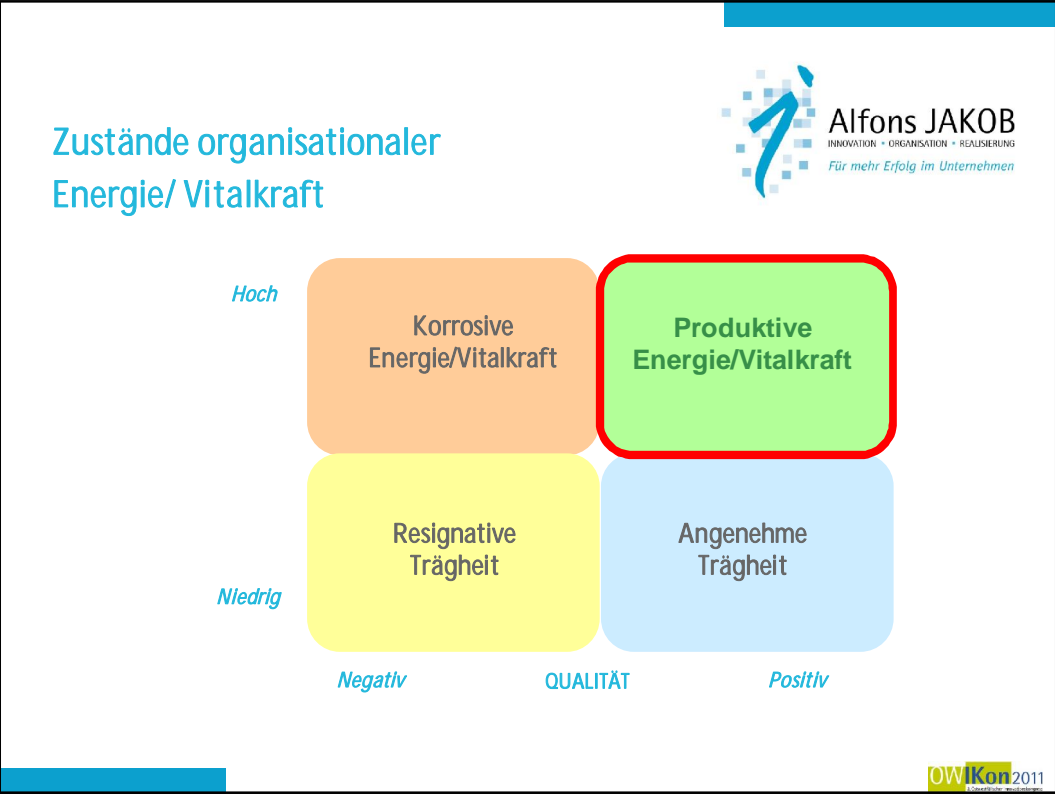 Alfons JAKOB
INNOVATION • ORGANISATION • REALISIERUNG
Für mehr Erfolg im Unternehmen
Zustände organisationaler
Energie/ Vitalkraft
Hoch
Korrosive
Energie/Vitalkraft
Produktive
Energie/Vitalkraft
Resignative
Trägheit
Angenehme
Trägheit
Niedrig
Negativ
QUALITÄT
Positiv
OWIKon2011